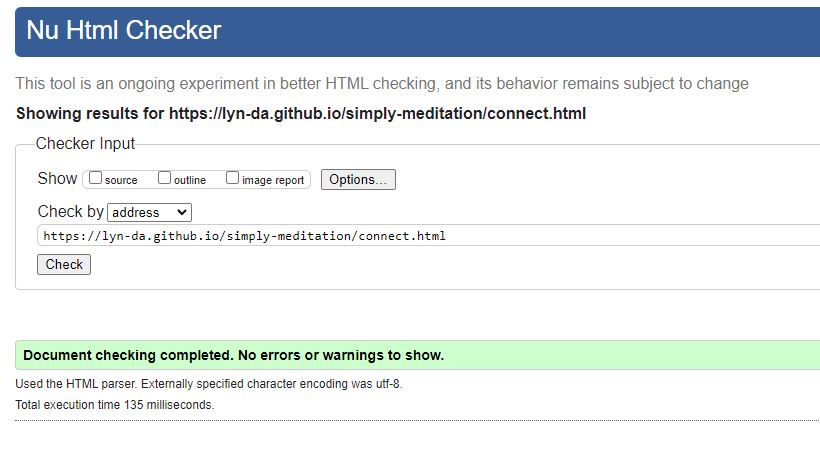 Nu Html Checker
This tool is an ongoing experiment in better HTML checking, and its behavior remains subject to change
Showing results for https://lyn-da.github.io/simply-meditation/connect.html
Checker Input
Show source outline image report Options...
Check by address
https://lyn-da.github.io/simply-meditation/connect.html
Check
Document checking completed. No errors or warnings to show.
Used the HTML parser. Externally specified character encoding was utf-8.
Total execution time 135 milliseconds.